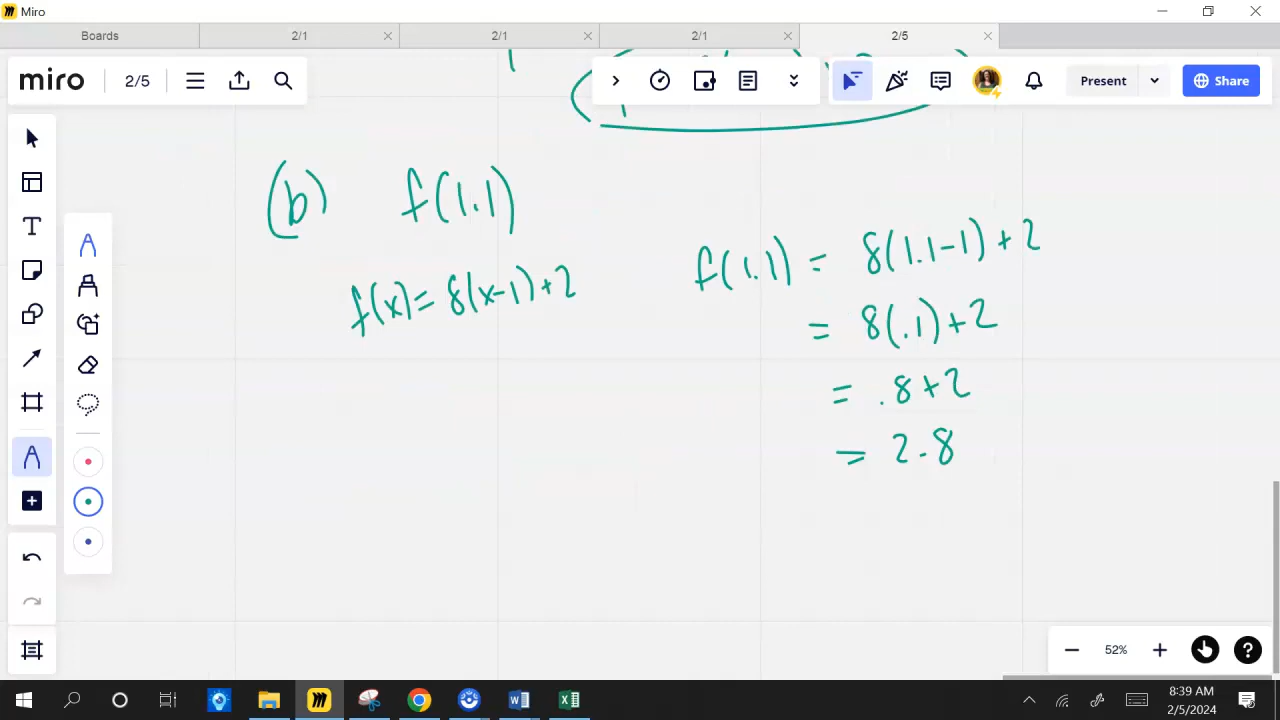 Miro
Boards
2/1
2/1
2/1
2/5
miro
2/5
Present
Share
(b) f(1.1)
f(x) = 8(x-1)+2
f(1.1) = 8(1.1-1)+2
= 8(.1)+2
= .8+2
= 2.8
T
52%
?
8:39 AM
2/5/2024